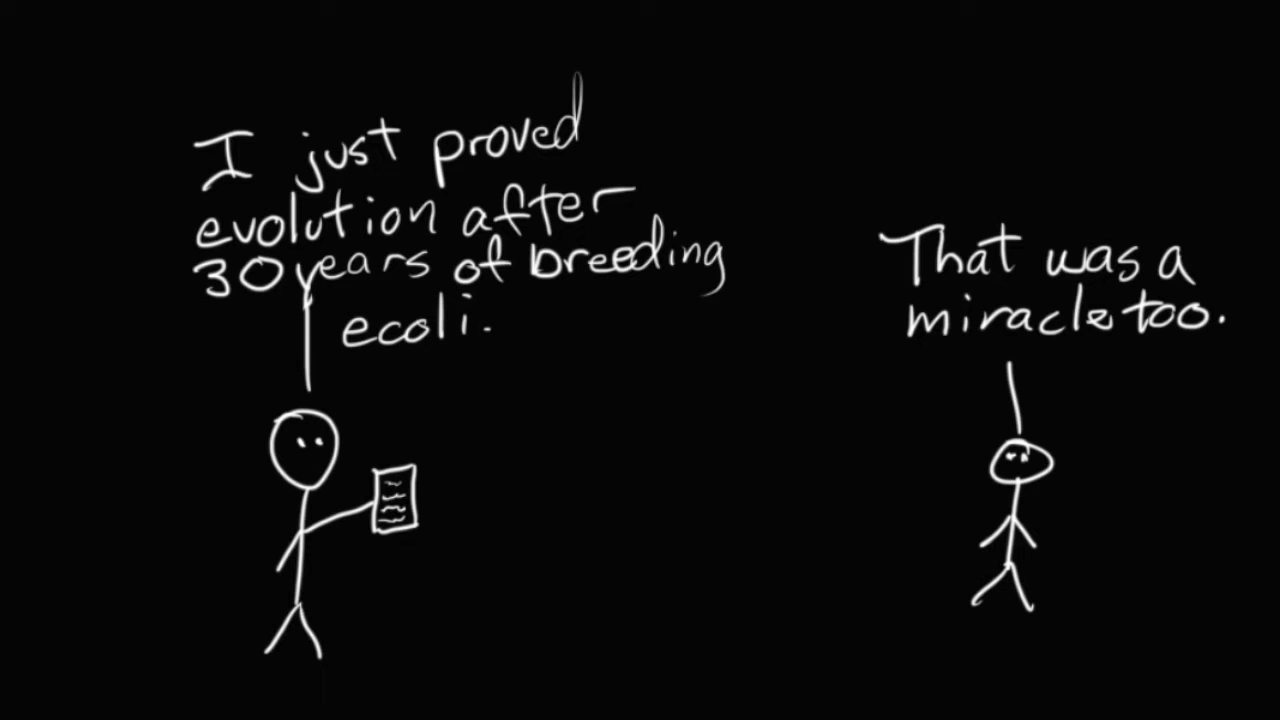 I just proved
evolution after
30 years of breeding
ecoli.
That was a
miracle too.